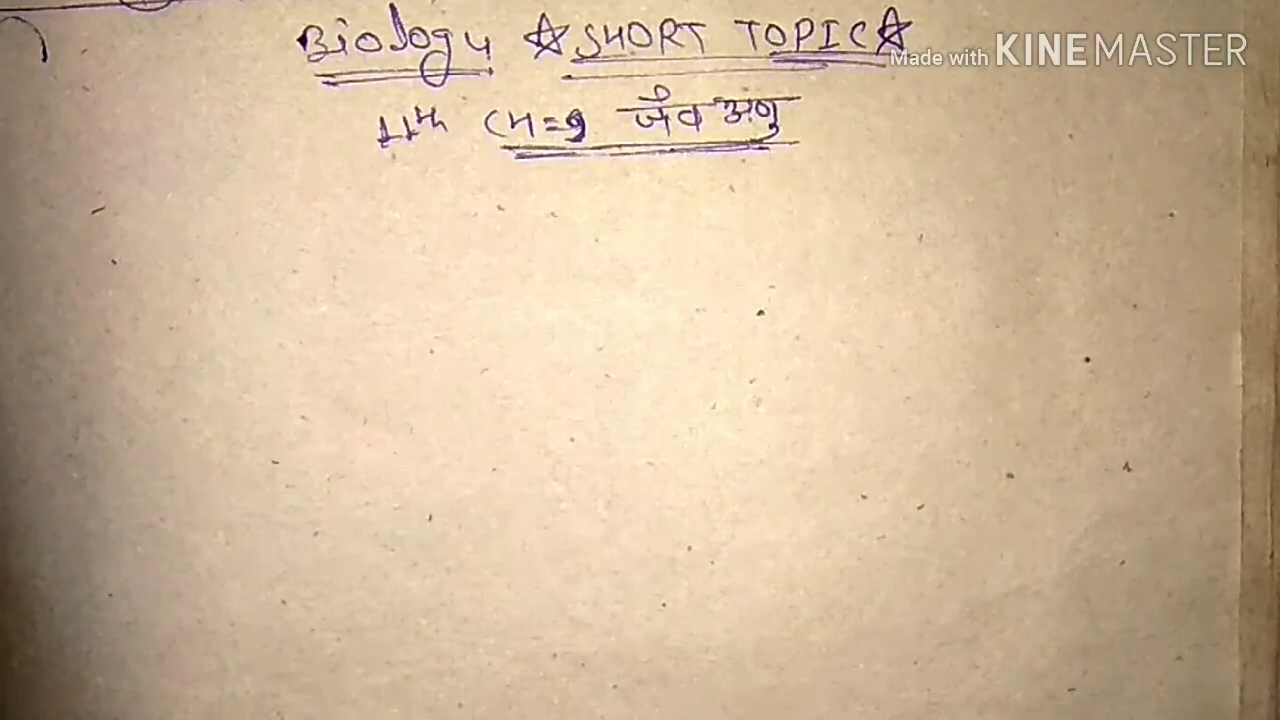 Biology ☆SHORT TOPIC☆
Made with KINEMASTER
11th CH=9 जैव अणु